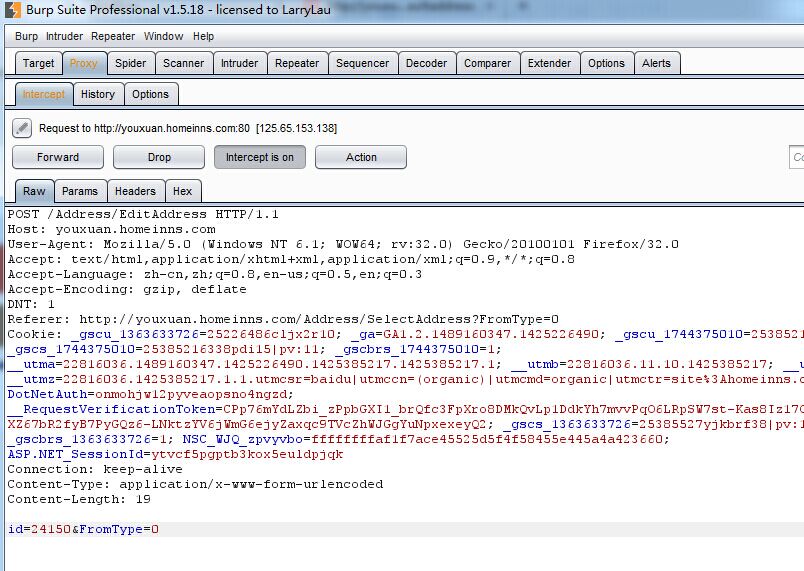 Burp Suite Professional v1.5.18 - licensed to LarryLau
Burp Intruder Repeater Window Help
Target Proxy Spider Scanner Intruder Repeater Sequencer Decoder Comparer Extender Options Alerts
Intercept History Options
Request to http://youxuan.homeinns.com:80 [125.65.153.138]
Forward Drop Intercept is on Action
Raw Params Headers Hex
POST /Address/EditAddress HTTP/1.1
Host: youxuan.homeinns.com
User-Agent: Mozilla/5.0 (Windows NT 6.1; WOW64; rv:32.0) Gecko/20100101 Firefox/32.0
Accept: text/html,application/xhtml+xml,application/xml;q=0.9,*/*;q=0.8
Accept-Language: zh-cn,zh;q=0.8,en-us;q=0.5,en;q=0.3
Accept-Encoding: gzip, deflate
DNT: 1
Referer: http://youxuan.homeinns.com/Address/SelectAddress?FromType=0
Cookie: _gscu_1363633726=25226486cljx2r10; _ga=GA1.2.1489160347.1425226490; _gscu_1744375010=25385216
_gscs_1744375010=25385216338pdi15|pv:11; _gscbrs_1744375010=1;
__utma=22816036.1489160347.1425226490.1425385217.1425385217.1; __utmb=22816036.11.10.1425385217;
__utmz=22816036.1425385217.1.1.utmcsr=baidu|utmccn=(organic)|utmcmd=organic|utmctr=site%3Ahomeinns.c
DotNetAuth=onmohjw12pyveaopsno4ngzd;
__RequestVerificationToken=CPp76mYdLZbi_zPpbGXI1_brQfc3FpXro8DMkQvLp1DdkYh7mvvPqO6LRpSW7st-Kas8Iz17C
XZ67bR2fyB7PyGQz6-LNktzYV6jWmG6ejyZaxqc9TVcZhWJGgYuNpxexeyQ2; _gscs_1363633726=25385527yjkbrf38|pv:1
_gscbrs_1363633726=1; NSC_WJQ_zpvyvbo=ffffffffaf1f7ace45525d5f4f58455e445a4a423660;
ASP.NET_SessionId=ytvcf5pgptb3kox5euldpjqk
Connection: keep-alive
Content-Type: application/x-www-form-urlencoded
Content-Length: 19
id=24150&FromType=0